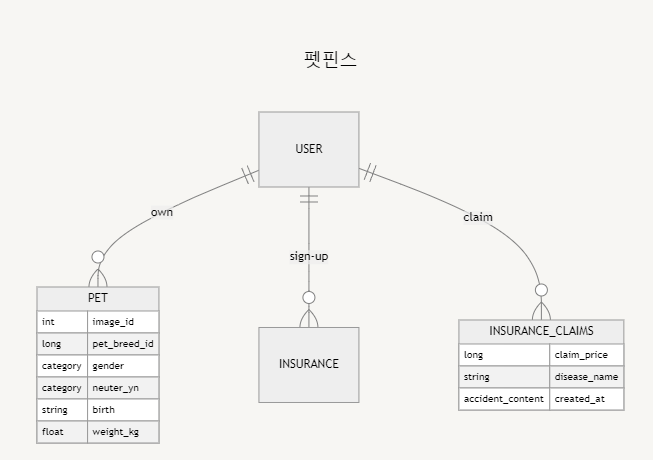 펫핀스
USER
own
claim
sign-up
PET
int image_id
long pet_breed_id
category gender
category neuter_yn
string birth
float weight_kg
INSURANCE
INSURANCE_CLAIMS
long claim_price
string disease_name
accident_content created_at